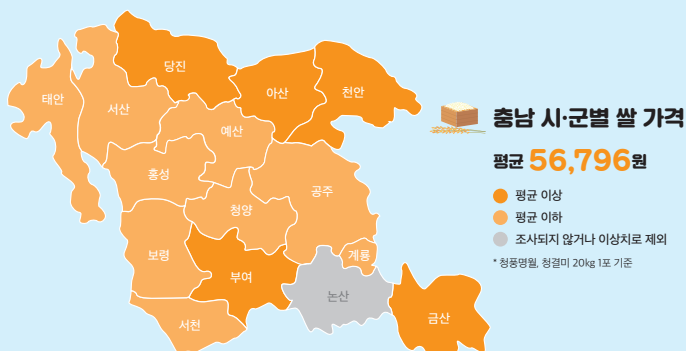 당진
아산
천안
태안
서산
예산
홍성
공주
청양
보령
계룡
부여
논산
서천
금산
충남 시·군별 쌀 가격
평균 56,796원
평균 이상
평균 이하
조사되지 않거나 이상치로 제외
* 청풍명월, 청결미 20kg 1포 기준